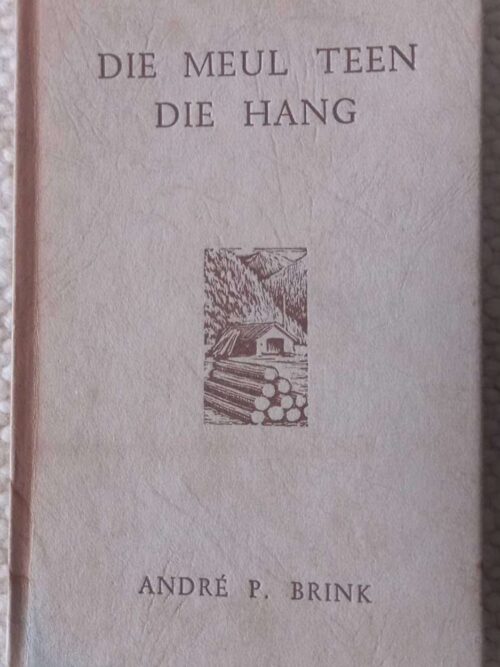 DIE MEUL TEEN
DIE HANG
ANDRÉ P. BRINK